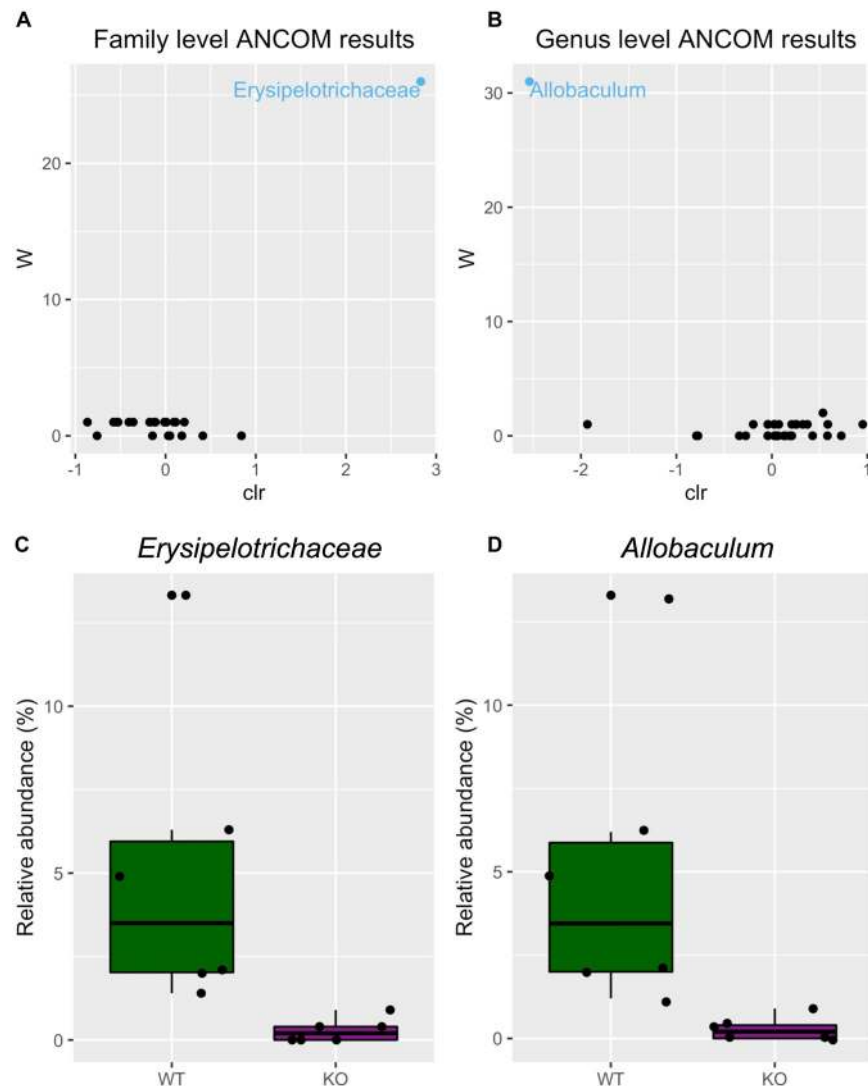 A
Family level ANCOM results
W
20
10
0
Erysipelotrichaceae
-1
0
1
2
3
clr
B
Genus level ANCOM results
W
30
20
10
0
Allobaculum
-2
-1
0
1
clr
C
Erysipelotrichaceae
Relative abundance (%)
10
5
0
WT
KO
D
Allobaculum
Relative abundance (%)
10
5
0
WT
KO